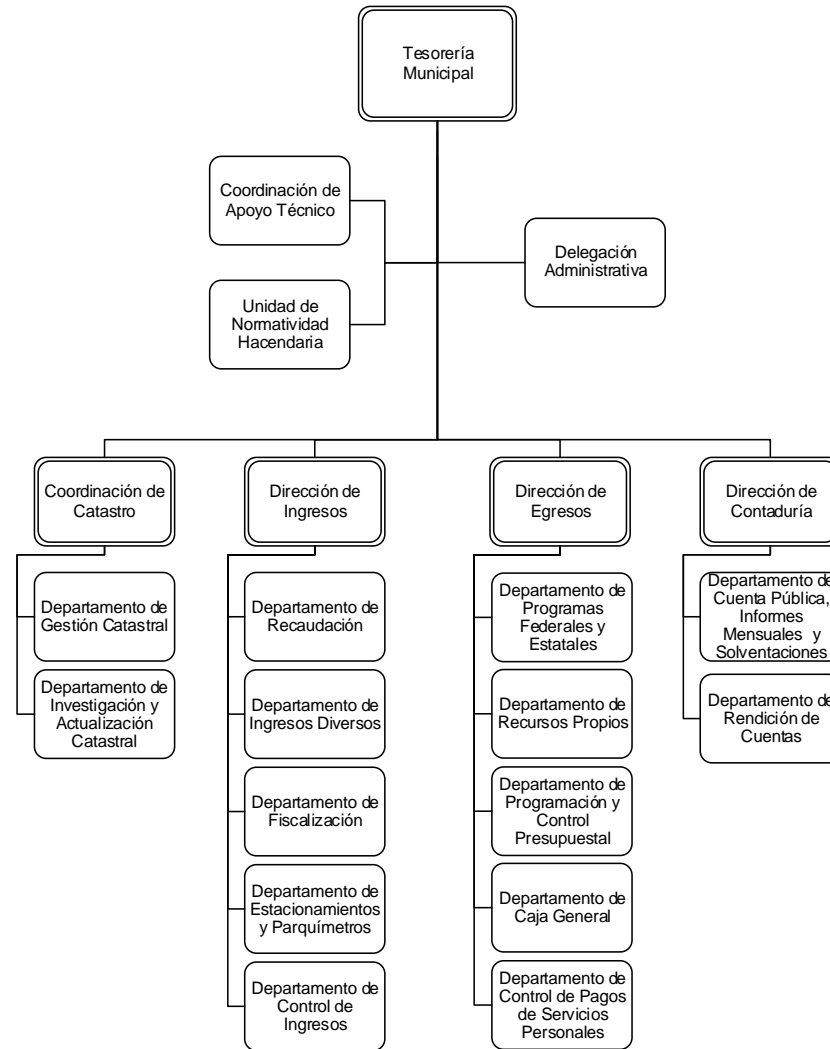 Tesorería
Municipal
Coordinación de
Apoyo Técnico
Delegación
Administrativa
Unidad de
Normatividad
Hacendaria
Coordinación de
Catastro
Dirección de
Ingresos
Dirección de
Egresos
Dirección de
Contaduría
Departamento de
Gestión Catastral
Departamento de
Investigación y
Actualización
Catastral
Departamento de
Recaudación
Departamento de
Ingresos Diversos
Departamento de
Fiscalización
Departamento de
Estacionamientos
y Parquímetros
Departamento de
Control de
Ingresos
Departamento de
Programas
Federales y
Estatales
Departamento de
Recursos Propios
Departamento de
Programación y
Control
Presupuestal
Departamento de
Caja General
Departamento de
Control de Pagos
de Servicios
Personales
Departamento de
Cuenta Pública,
Informes
Mensuales y
Solventaciones
Departamento de
Rendición de
Cuentas